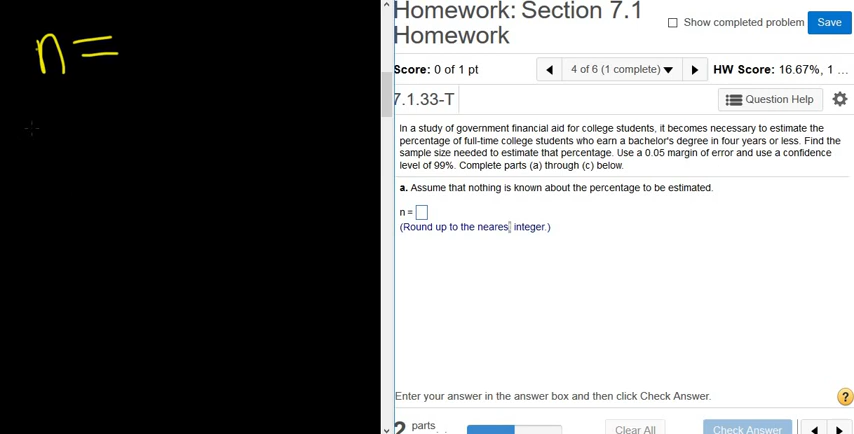 n =
Homework: Section 7.1
Homework
Show completed problem
Save
Score: 0 of 1 pt
4 of 6 (1 complete)
HW Score: 16.67%, 1 ...
7.1.33-T
Question Help
In a study of government financial aid for college students, it becomes necessary to estimate the
percentage of full-time college students who earn a bachelor's degree in four years or less. Find the
sample size needed to estimate that percentage. Use a 0.05 margin of error and use a confidence
level of 99%. Complete parts (a) through (c) below.
a. Assume that nothing is known about the percentage to be estimated.
n =
(Round up to the nearest integer.)
Enter your answer in the answer box and then click Check Answer.
?
2 parts
Clear All
Check Answer